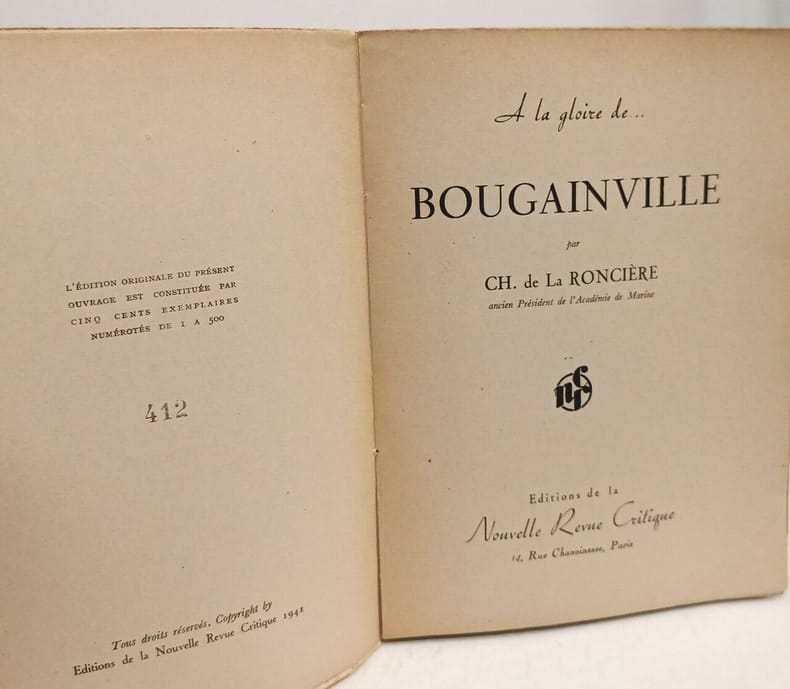 L'ÉDITION ORIGINALE DU PRÉSENT
OUVRAGE EST CONSTITUÉE PAR
CINQ CENTS EXEMPLAIRES
NUMÉROTÉS DE I A 500
412
Tous droits réservés. Copyright by
Editions de la Nouvelle Revue Critique 1942
A la gloire de...
BOUGAINVILLE
par
CH. de La RONCIÈRE
ancien Président de l'Académie de Marine
nrc
Editions de la
Nouvelle Revue Critique
14, Rue Chanoinesse, Paris